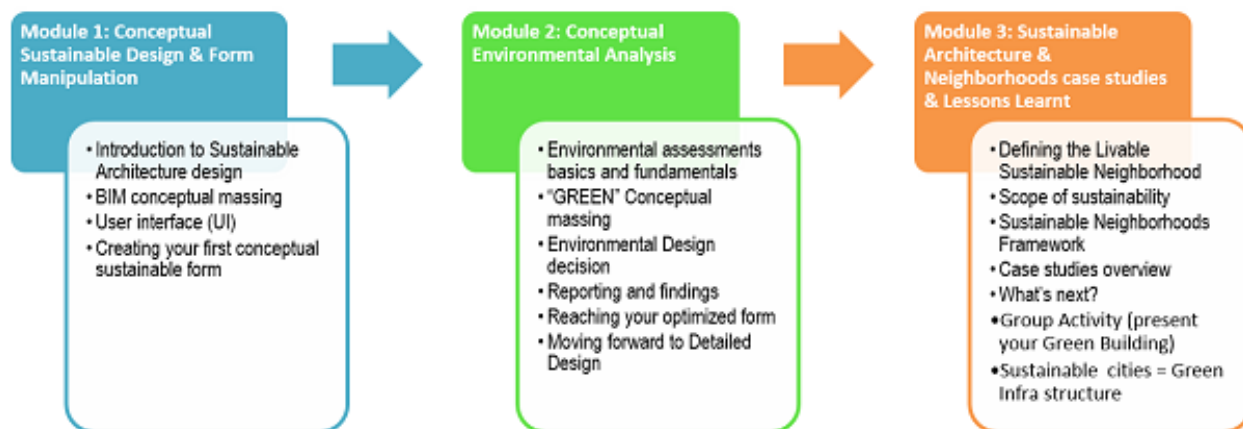 Module 1: Conceptual
Sustainable Design & Form
Manipulation
• Introduction to Sustainable
Architecture design
• BIM conceptual massing
• User interface (UI)
• Creating your first conceptual
sustainable form
Module 2: Conceptual
Environmental Analysis
• Environmental assessments
basics and fundamentals
• “GREEN” Conceptual
massing
• Environmental Design
decision
• Reporting and findings
• Reaching your optimized form
• Moving forward to Detailed
Design
Module 3: Sustainable
Architecture &
Neighborhoods case studies
& Lessons Learnt
• Defining the Livable
Sustainable Neighborhood
• Scope of sustainability
• Sustainable Neighborhoods
Framework
• Case studies overview
• What's next?
•Group Activity (present
your Green Building)
•Sustainable cities = Green
Infra structure